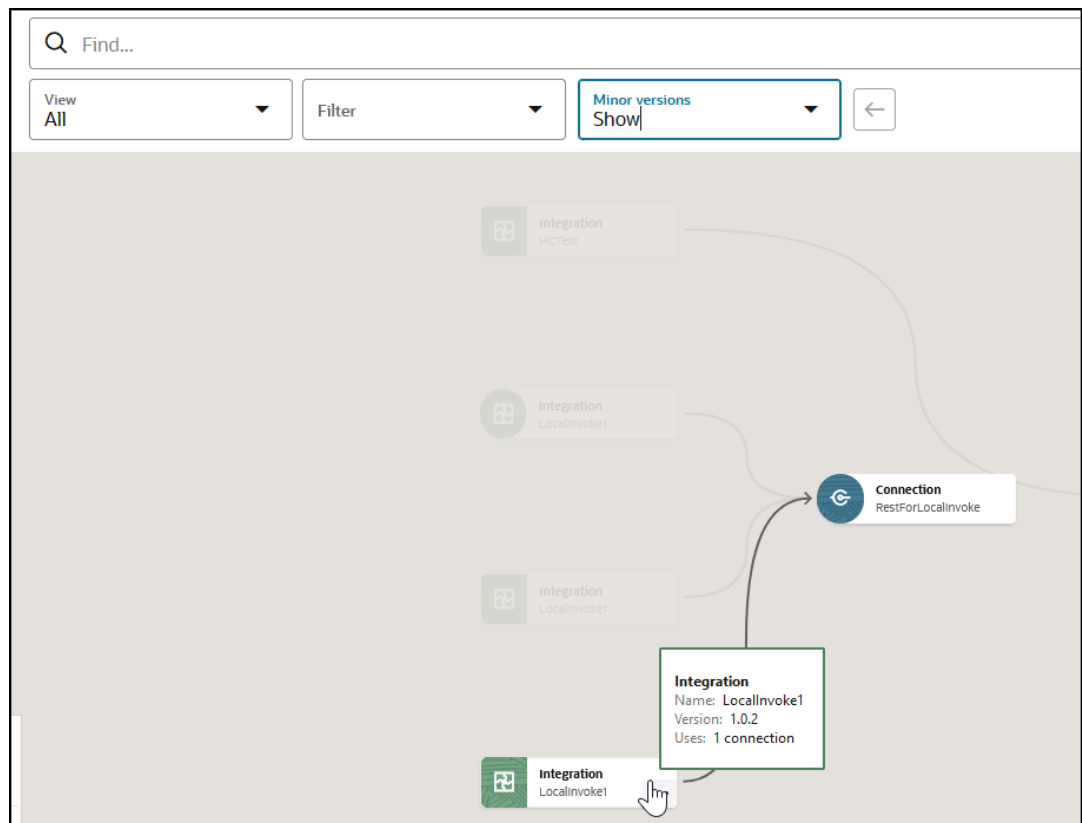 Find...
View
All
Filter
Minor versions
Show
Integration
HCTest
Integration
LocalInvoke1
Connection
RestForLocalInvoke
Integration
LocalInvoke1
Integration
Name: LocalInvoke1
Version: 1.0.2
Uses: 1 connection
Integration
LocalInvoke1